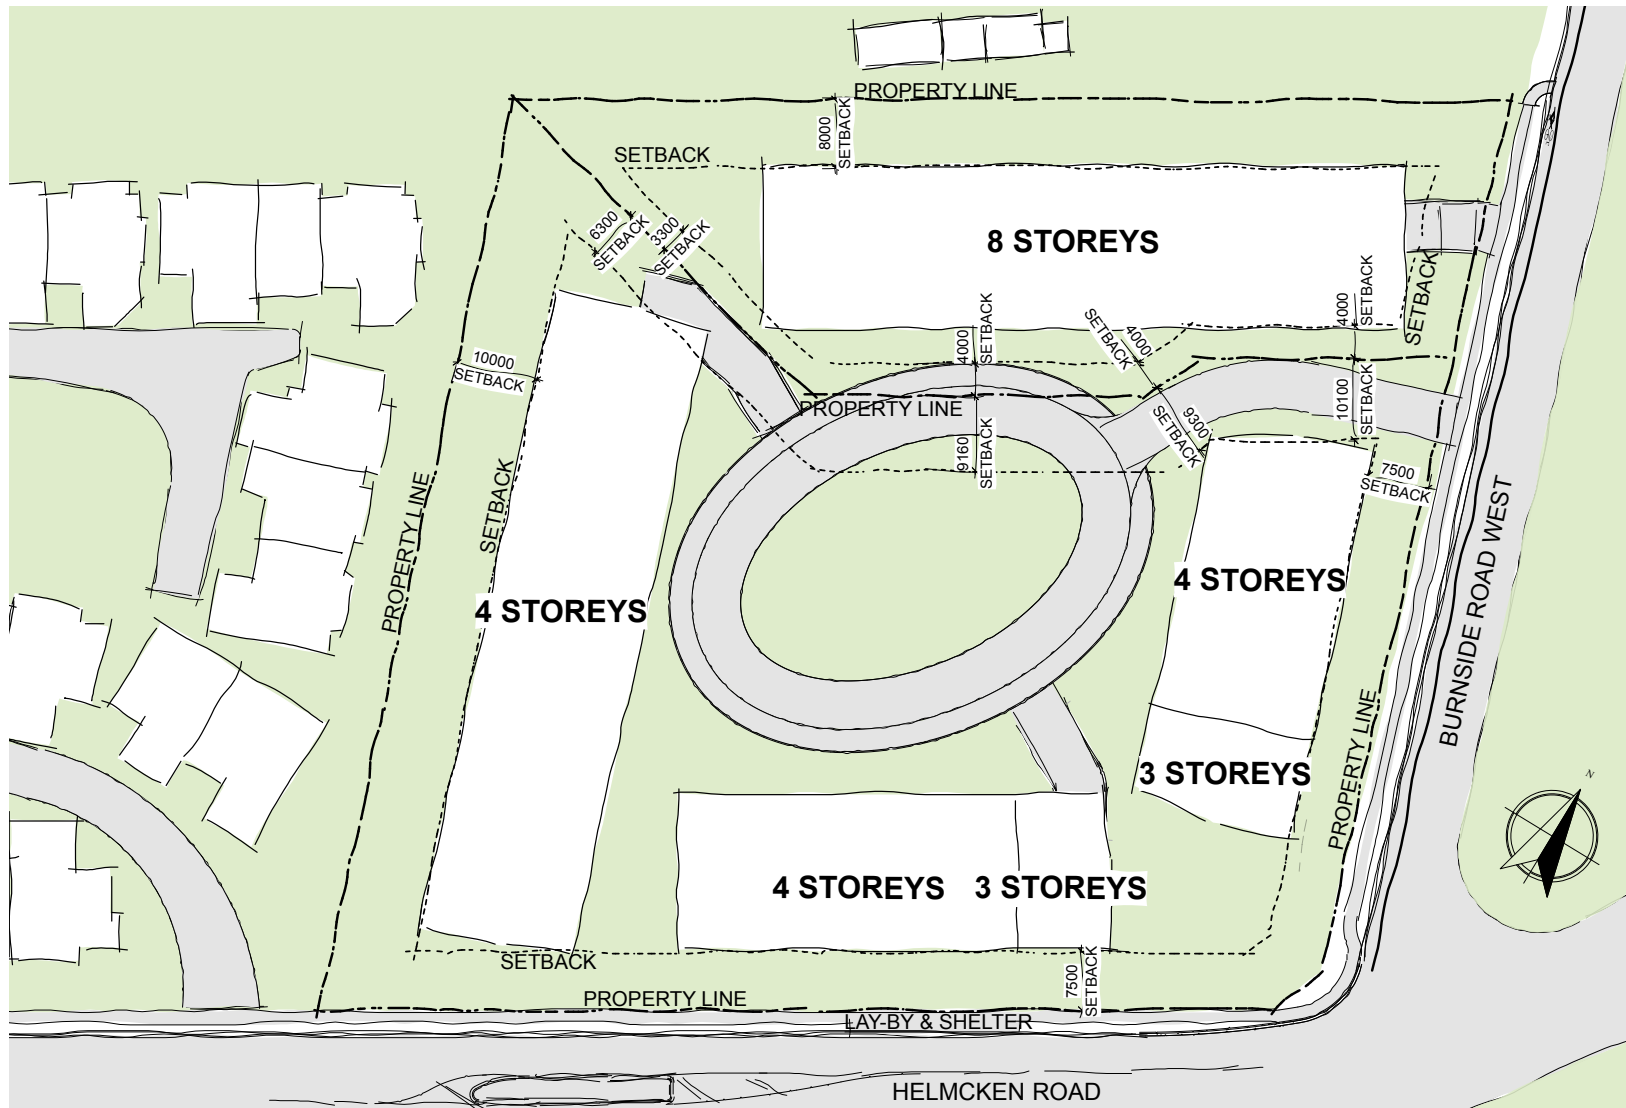 PROPERTY LINE
8000
SETBACK
SETBACK
6300
SETBACK
3300
SETBACK
8 STOREYS
SETBACK
4000
SETBACK
4000
SETBACK
4000
SETBACK
10000
SETBACK
PROPERTY LINE
10100
SETBACK
9300
SETBACK
9160
SETBACK
7500
SETBACK
PROPERTY LINE
SETBACK
4 STOREYS
4 STOREYS
BURNSIDE ROAD WEST
PROPERTY LINE
3 STOREYS
N
4 STOREYS
3 STOREYS
SETBACK
7500
SETBACK
PROPERTY LINE
LAY-BY & SHELTER
HELMCKEN ROAD